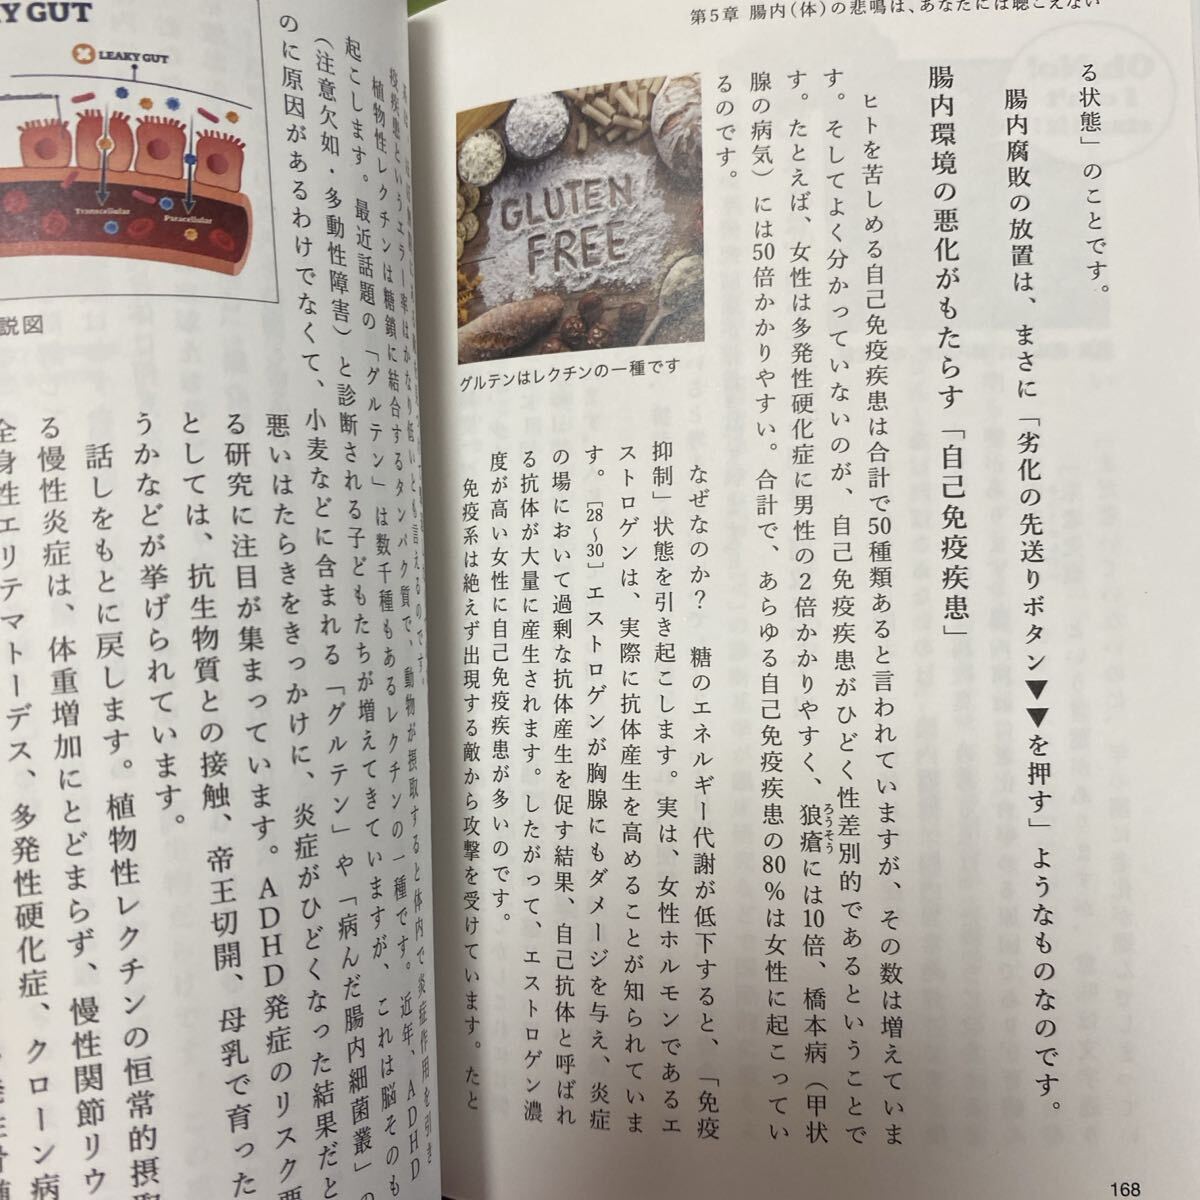 第5章 腸内(体)の悲鳴は、あなたには聴こえない
る状態」のことです。
腸内腐敗の放置は、まさに「劣化の先送りボタン▼▼を押す」ようなものなのです。
腸内環境の悪化がもたらす「自己免疫疾患」
ヒトを苦しめる自己免疫疾患は合計で50種類あると言われていますが、その数は増えていま
す。そしてよく分かっていないのが、自己免疫疾患がひどく性差別的であるということで
す。たとえば、女性は多発性硬化症に男性の2倍かかりやすく、狼瘡には10倍、橋本病(甲状
ろうそう
腺の病気)には50倍かかりやすい。合計で、あらゆる自己免疫疾患の80%は女性に起こってい
るのです。
GLUTEN
FREE
グルテンはレクチンの一種です
なぜなのか? 糖のエネルギー代謝が低下すると、「免疫
抑制」状態を引き起こします。実は、女性ホルモンであるエ
ストロゲンは、実際に抗体産生を高めることが知られていま
す。[28~30]エストロゲンが胸腺にもダメージを与え、炎症
の場において過剰な抗体産生を促す結果、自己抗体と呼ばれ
る抗体が大量に産生されます。したがって、エストロゲン濃
度が高い女性に自己免疫疾患が多いのです。
免疫系は絶えず出現する敵から攻撃を受けています。たと
168
KY GUT
LEAKY GUT
Transcellular
Paracellular
説図
疫疾患というエラー率はかなり低いとも言えるのです。
植物性レクチンは糖鎖に結合するタンパク質で、動物が摂取すると体内で炎症作用を引き
起こします。最近話題の「グルテン」は数千種もあるレクチンの一種です。近年、ADHD
(注意欠如・多動性障害)と診断される子どもたちが増えてきていますが、これは脳そのも
のに原因があるわけでなくて、小麦などに含まれる「グルテン」や「病んだ腸内細菌叢」の
悪いはたらきをきっかけに、炎症がひどくなった結果だと
る研究に注目が集まっています。ADHD発症のリスク要
としては、抗生物質との接触、帝王切開、母乳で育った
うかなどが挙げられています。
話しをもとに戻します。植物性レクチンの恒常的摂取
る慢性炎症は、体重増加にとどまらず、慢性関節リウ
全身性エリテマトーデス、多発性硬化症、クローン病